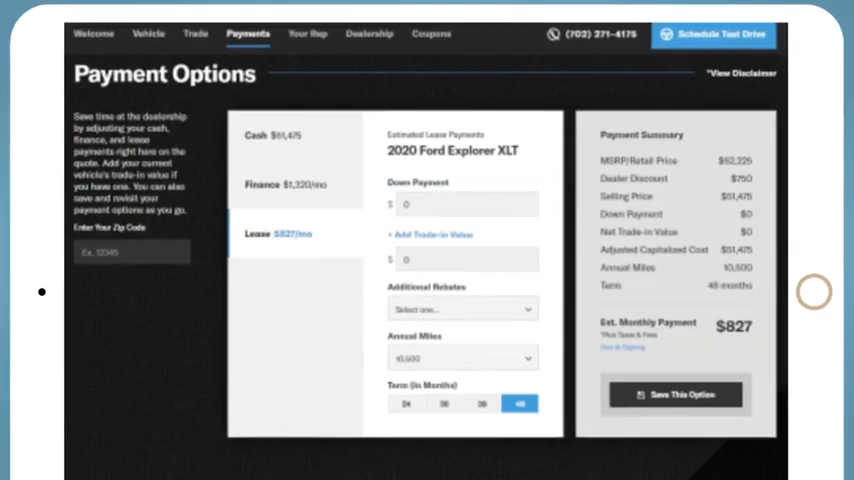 Welcome Vehicle Trade Payments Your Rep Dealership Coupons (702) 271-4175 Schedule Test Drive
Payment Options *View Disclaimer
Save time at the dealership
by adjusting your cash,
finance, and lease
payments right here on the
quote. Add your current
vehicle's trade-in value if
you have one. You can also
save and revisit your
payment options as you go.
Enter Your Zip Code
Ex. 12345
Cash $51,475
Finance $1,320/mo
Lease $827/mo
Estimated Lease Payments
2020 Ford Explorer XLT
Down Payment
$ 0
+ Add Trade-in Value
$ 0
Additional Rebates
Select one...
Annual Miles
10,500
Term (In Months)
24 36 39 48
Payment Summary
MSRP/Retail Price $52,225
Dealer Discount $750
Selling Price $51,475
Down Payment $0
Net Trade-in Value $0
Adjusted Capitalized Cost $51,475
Annual Miles 10,500
Term 48 months
Est. Monthly Payment $827
*Plus Taxes & Fees
Due at Signing
Save This Option